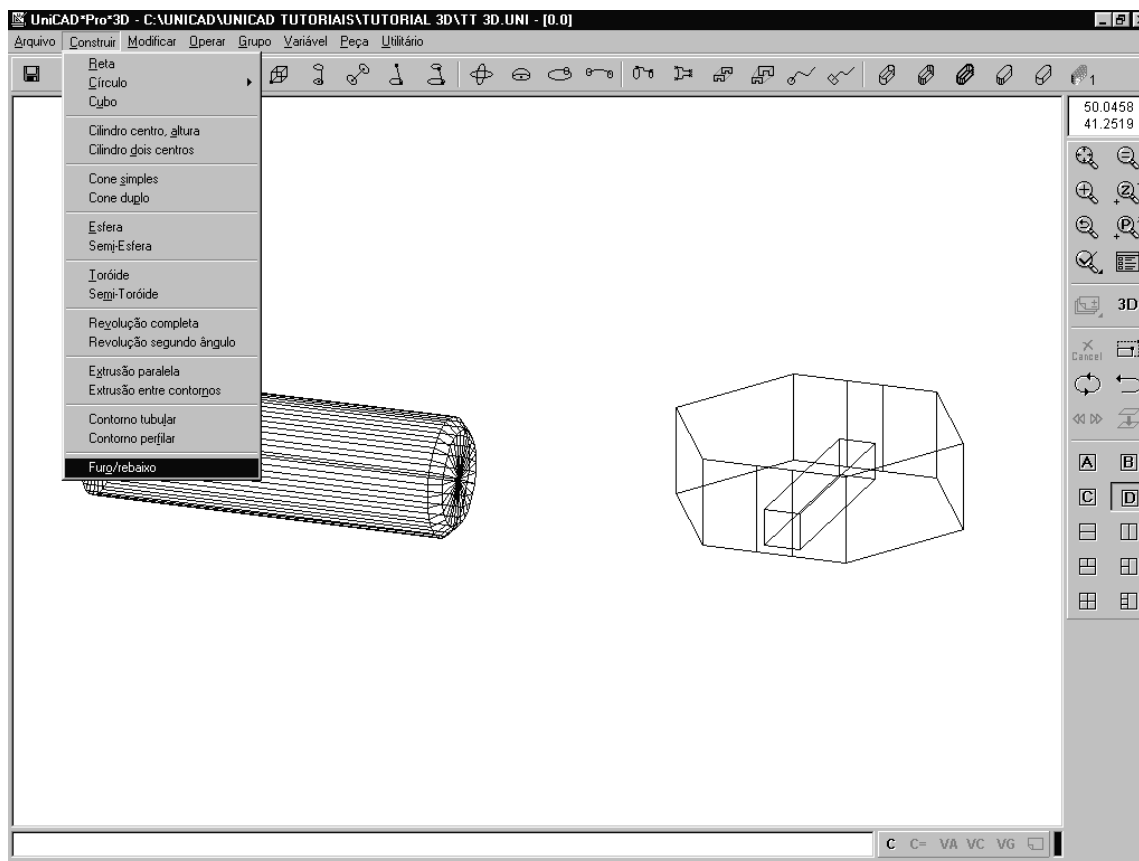 UniCAD*Pro*3D - C:\UNICAD\UNICAD TUTORIAIS\TUTORIAL 3D\TT 3D.UNI - [0.0]
Arquivo Construir Modificar Operar Grupo Variável Peça Utilitário
Reta
Círculo
Cubo
Cilindro centro, altura
Cilindro dois centros
Cone simples
Cone duplo
Esfera
Semi-Esfera
Toróide
Semi-Toróide
Revolução completa
Revolução segundo ângulo
Extrusão paralela
Extrusão entre contornos
Contorno tubular
Contorno perfilar
Furo/rebaixo
1
50.0458
41.2519
Z
P
3D
Cancel
A B
C D
C C= VA VC VG